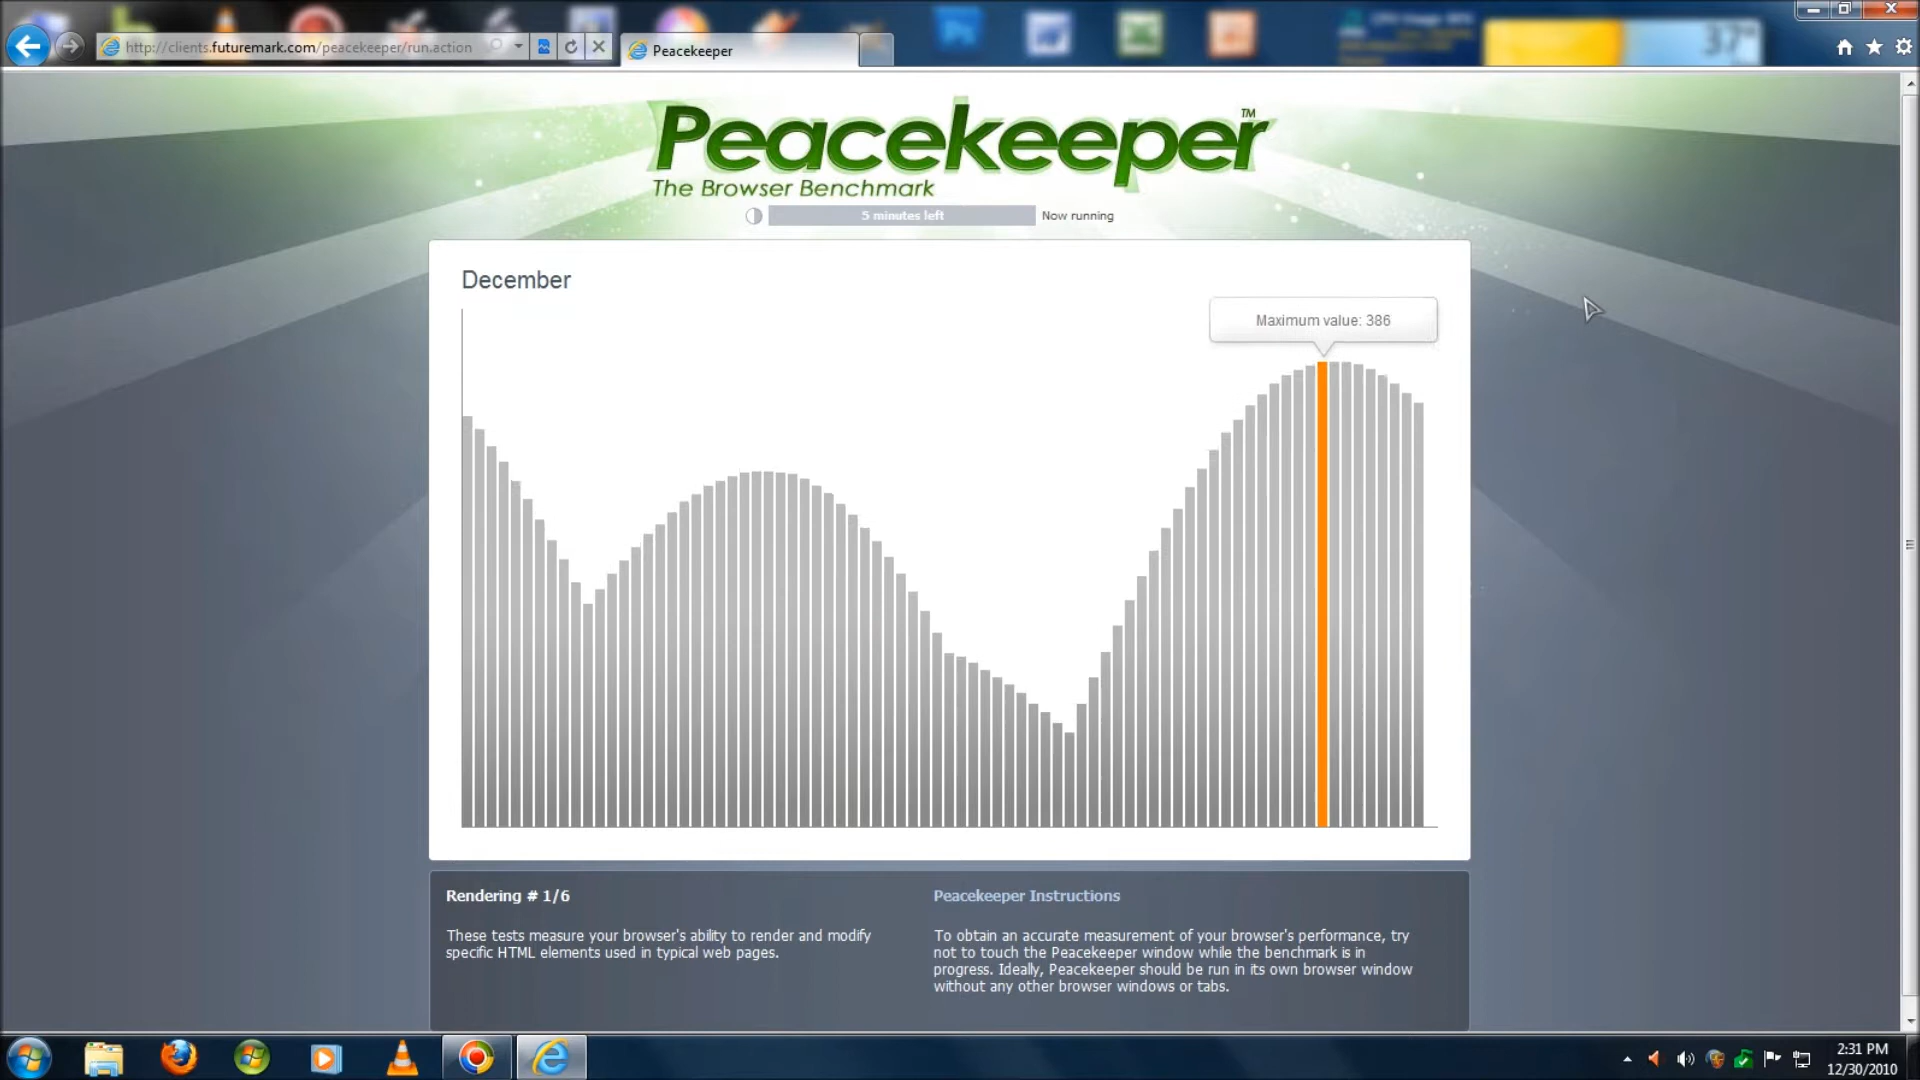 http://clients.futuremark.com/peacekeeper/run.action
Peacekeeper
37°
Peacekeeper™
The Browser Benchmark
5 minutes left
Now running
December
Maximum value: 386
Rendering # 1/6
These tests measure your browser's ability to render and modify
specific HTML elements used in typical web pages.
Peacekeeper Instructions
To obtain an accurate measurement of your browser's performance, try
not to touch the Peacekeeper window while the benchmark is in
progress. Ideally, Peacekeeper should be run in its own browser window
without any other browser windows or tabs.
2:31 PM
12/30/2010